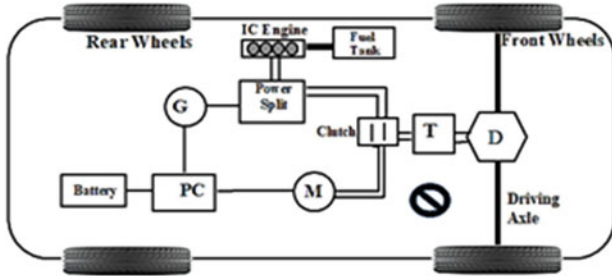 IC Engine
Fuel
Tank
Rear Wheels
Front Wheels
Power
Split
G
Clutch
T
D
Battery
PC
M
Driving
Axle